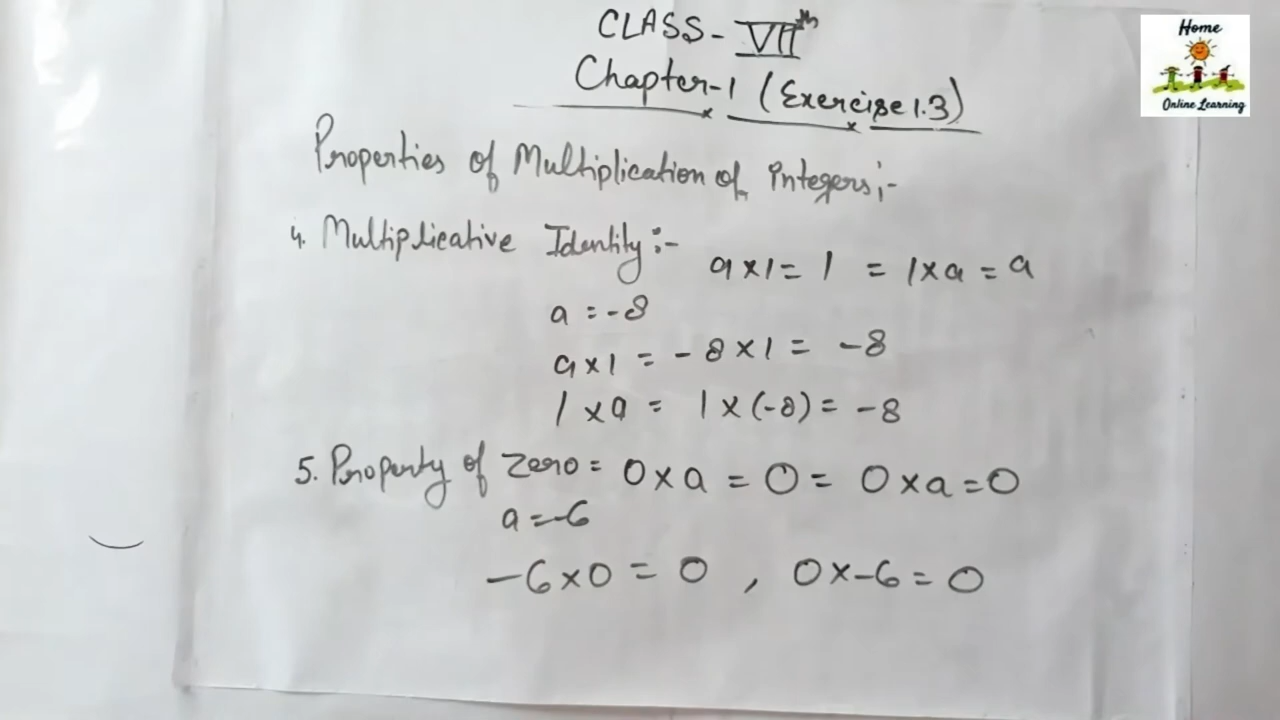 CLASS - VIIth
Chapter-1 (Exercise 1.3)
Properties of Multiplication of Integers;-
4. Multiplicative Identity:- a×1 = 1 = 1×a = a
a = -8
a×1 = -8×1 = -8
1×a = 1×(-8) = -8
5. Property of Zero = 0×a = 0 = 0×a = 0
a = -6
-6×0 = 0 , 0×-6 = 0
Home
Online Learning